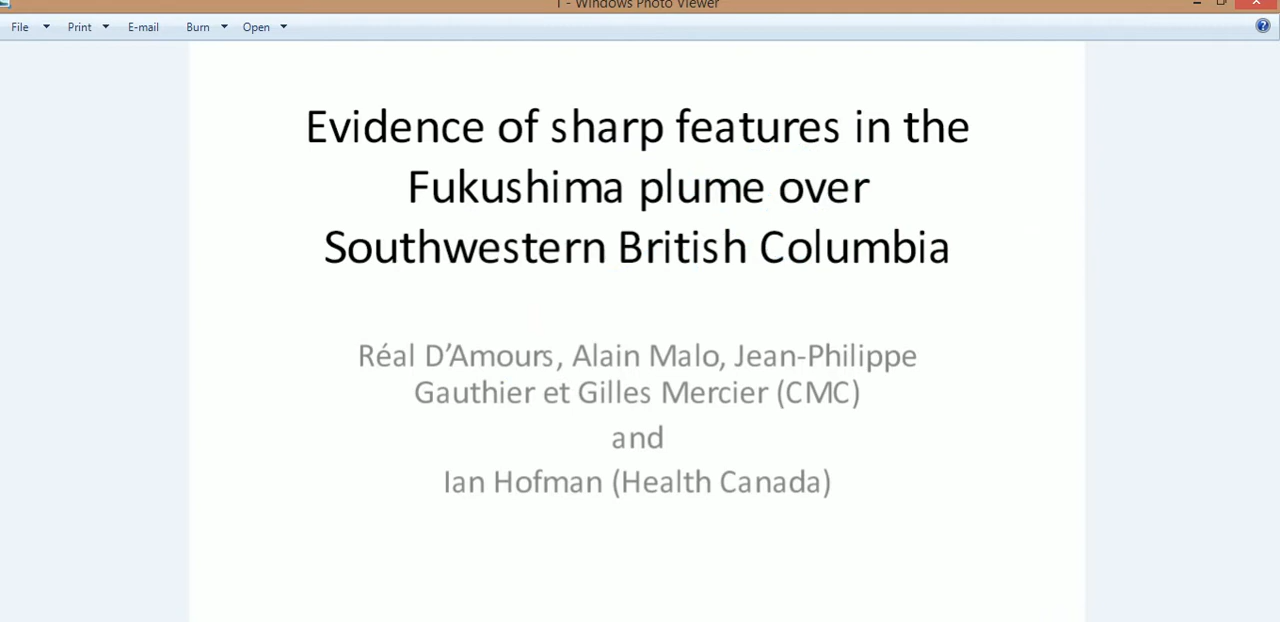 1 - Windows Photo Viewer
File Print E-mail Burn Open
Evidence of sharp features in the
Fukushima plume over
Southwestern British Columbia
Réal D’Amours, Alain Malo, Jean-Philippe
Gauthier et Gilles Mercier (CMC)
and
Ian Hofman (Health Canada)